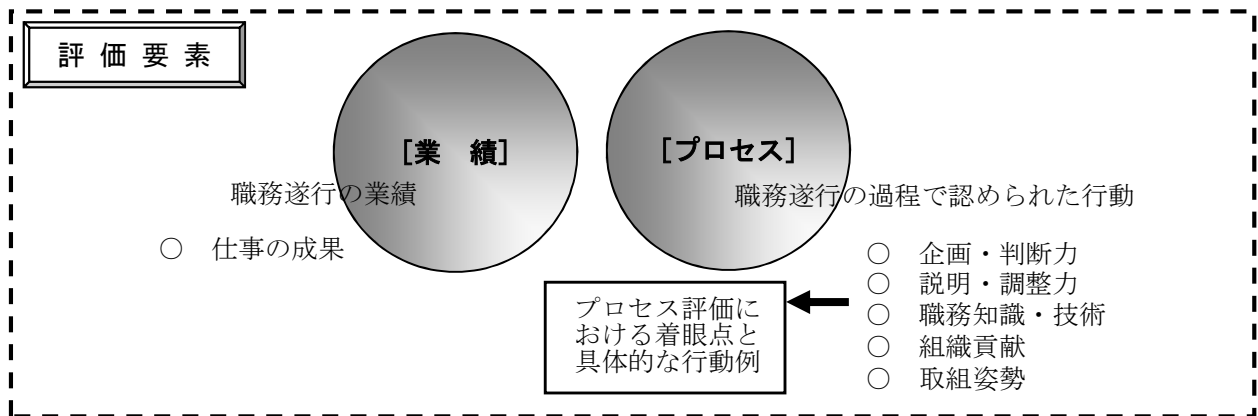 評 価 要 素
[業　績]
職務遂行の業績
○　仕事の成果
[プロセス]
職務遂行の過程で認められた行動
○　企画・判断力
○　説明・調整力
○　職務知識・技術
○　組織貢献
○　取組姿勢
プロセス評価に
おける着眼点と
具体的な行動例